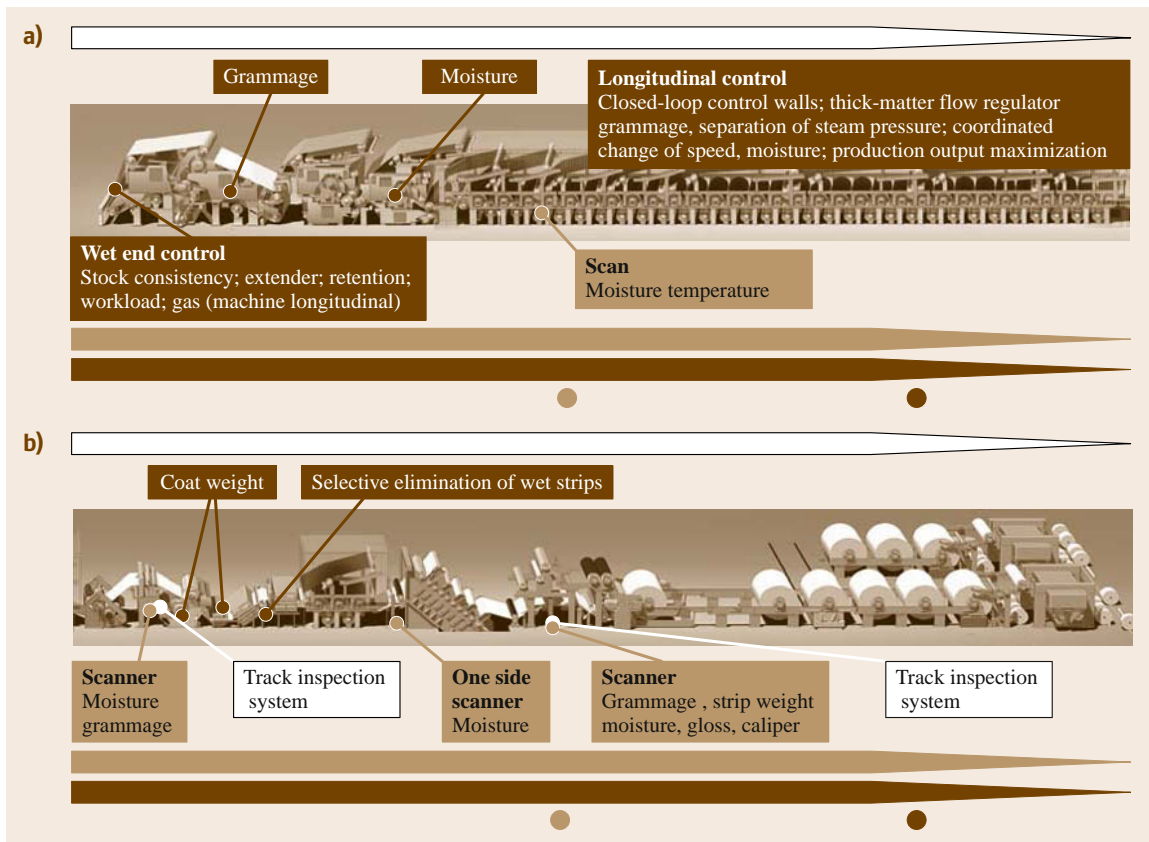 a)
Grammage
Moisture
Longitudinal control
Closed-loop control walls; thick-matter flow regulator
grammage, separation of steam pressure; coordinated
change of speed, moisture; production output maximization
Wet end control
Stock consistency; extender; retention;
workload; gas (machine longitudinal)
Scan
Moisture temperature
b)
Coat weight
Selective elimination of wet strips
Scanner
Moisture
grammage
Track inspection
system
One side
scanner
Moisture
Scanner
Grammage , strip weight
moisture, gloss, caliper
Track inspection
system